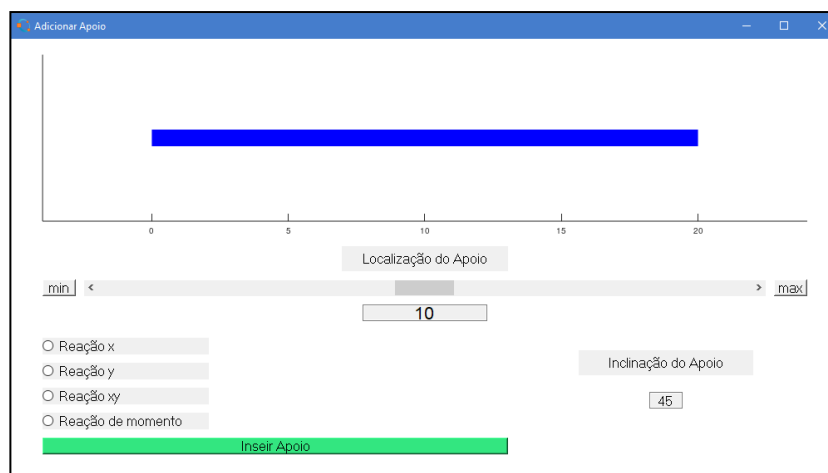 Adicionar Apoio
0 5 10 15 20
Localização do Apoio
min < > max
10
Reação x
Reação y
Reação xy
Reação de momento
Inclinação do Apoio
45
Inseir Apoio